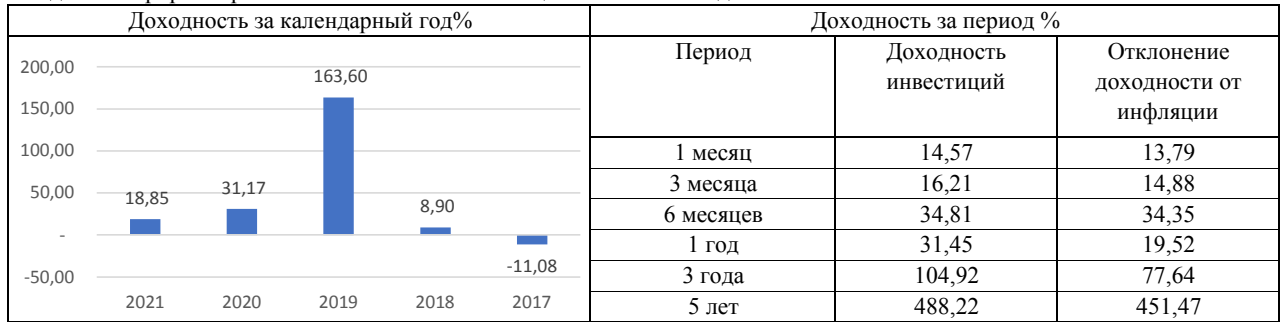 Доходность за календарный год%
Доходность за период %
200,00
150,00
100,00
50,00
-
-50,00
18,85
31,17
163,60
8,90
-11,08
2021 2020 2019 2018 2017
Период Доходность инвестиций Отклонение доходности от инфляции
1 месяц 14,57 13,79
3 месяца 16,21 14,88
6 месяцев 34,81 34,35
1 год 31,45 19,52
3 года 104,92 77,64
5 лет 488,22 451,47